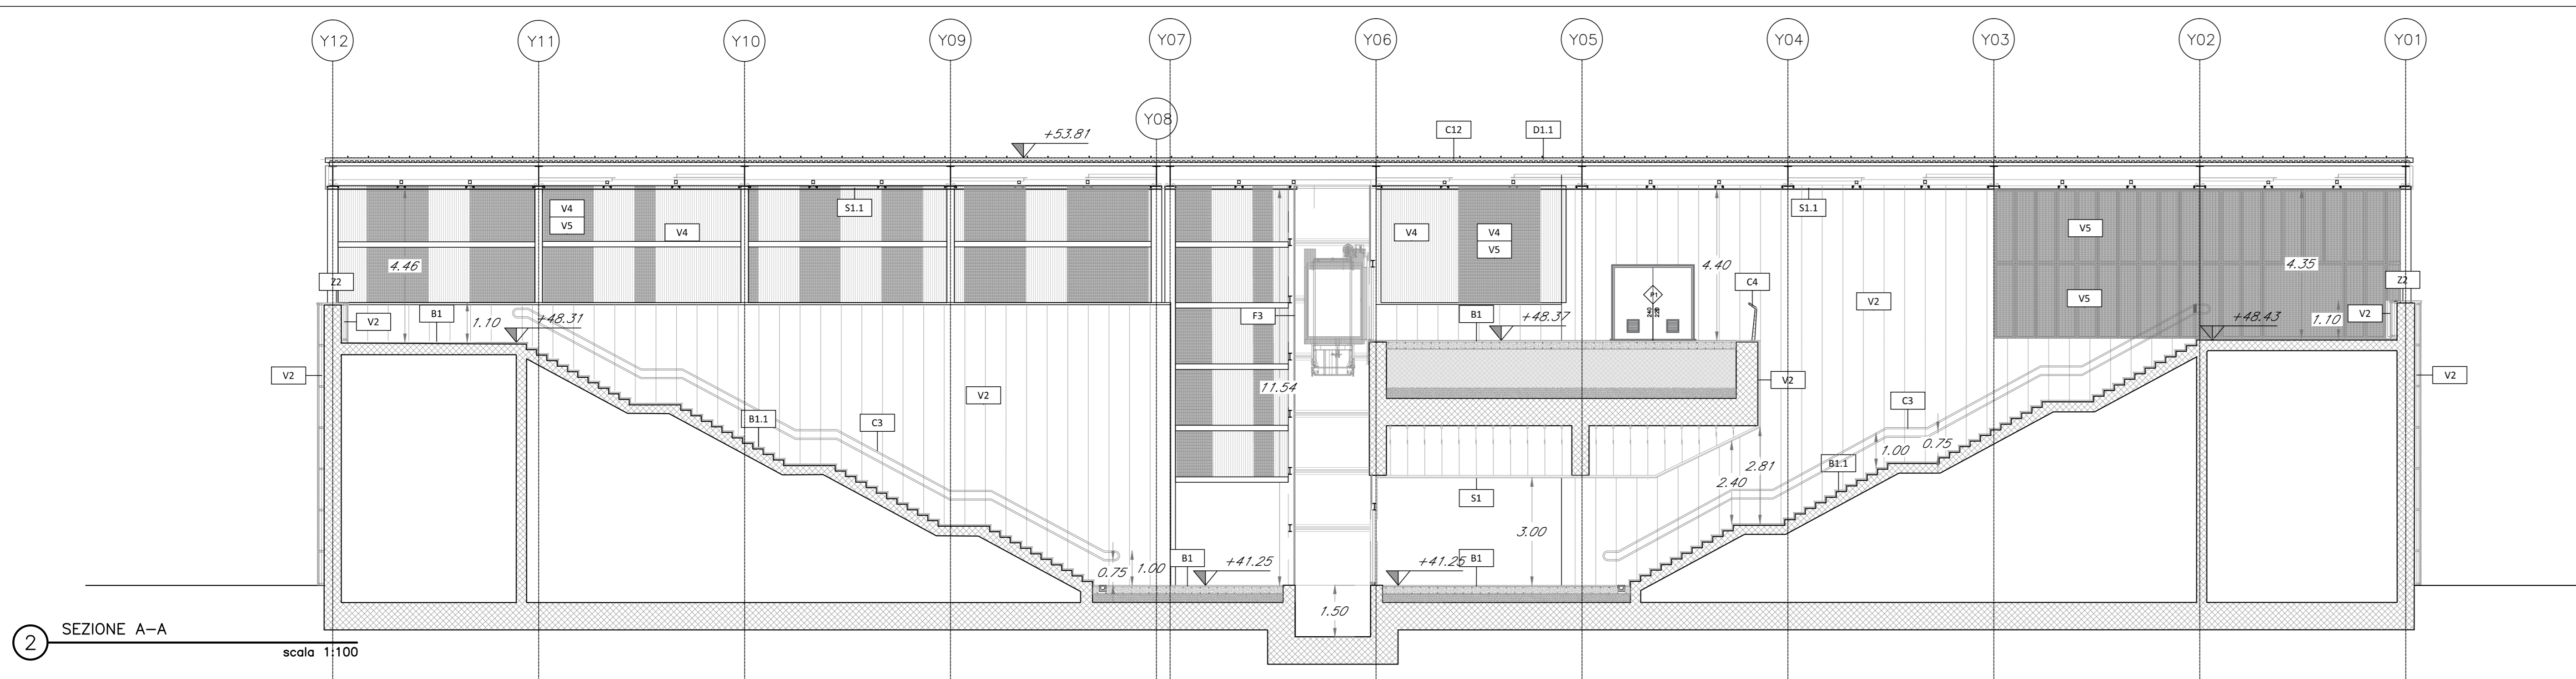 Y12
Y11
Y10
Y09
Y07
Y06
Y05
Y04
Y03
Y02
Y01
Y08
+53.81
C12
D1.1
V4
V5
V4
S1.1
V4
V4
V5
S1.1
V5
4.46
4.40
4.35
Z2
C4
Z2
V2
B1
1.10
+48.31
F3
B1
+48.37
P1
240
220
V2
V5
1.10
V2
+48.43
V2
11.54
V2
V2
V2
B1.1
C3
C3
1.00
0.75
2.81
2.40
B1.1
S1
3.00
0.75
1.00
B1
+41.25
+41.25
B1
1.50
2
SEZIONE A-A
scala 1:100